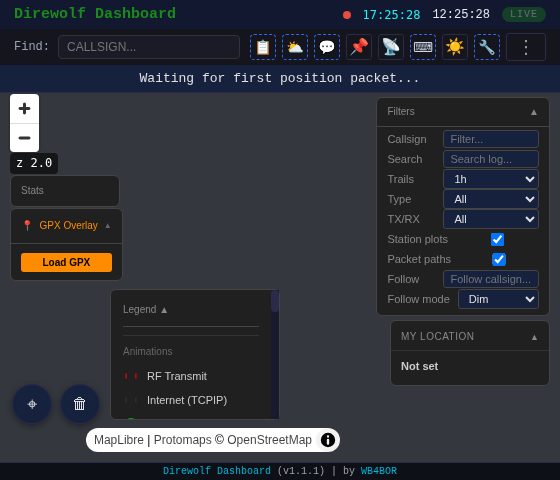 Direwolf Dashboard
17:25:28 12:25:28 LIVE
Find: CALLSIGN...
Waiting for first position packet...
+
−
z 2.0
Stats
GPX Overlay ▲
Load GPX
Filters ▲
Callsign Filter...
Search Search log...
Trails 1h
Type All
TX/RX All
Station plots
Packet paths
Follow Follow callsign...
Follow mode Dim
MY LOCATION ▲
Not set
Legend ▲
Animations
RF Transmit
Internet (TCPIP)
MapLibre | Protomaps © OpenStreetMap
Direwolf Dashboard (v1.1.1) | by WB4BOR